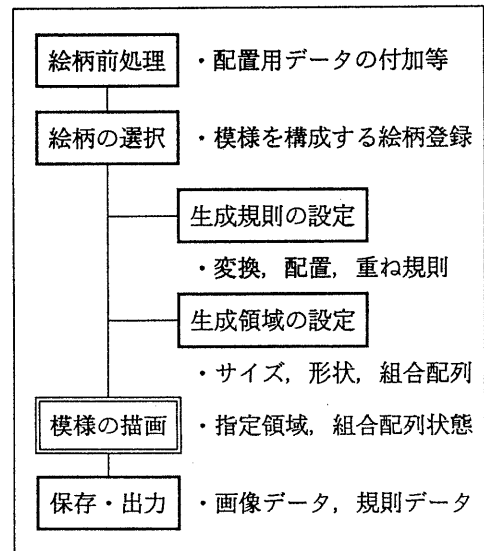 絵柄前処理 ・配置用データの付加等
絵柄の選択 ・模様を構成する絵柄登録
生成規則の設定
・変換，配置，重ね規則
生成領域の設定
・サイズ，形状，組合配列
模様の描画 ・指定領域，組合配列状態
保存・出力 ・画像データ，規則データ